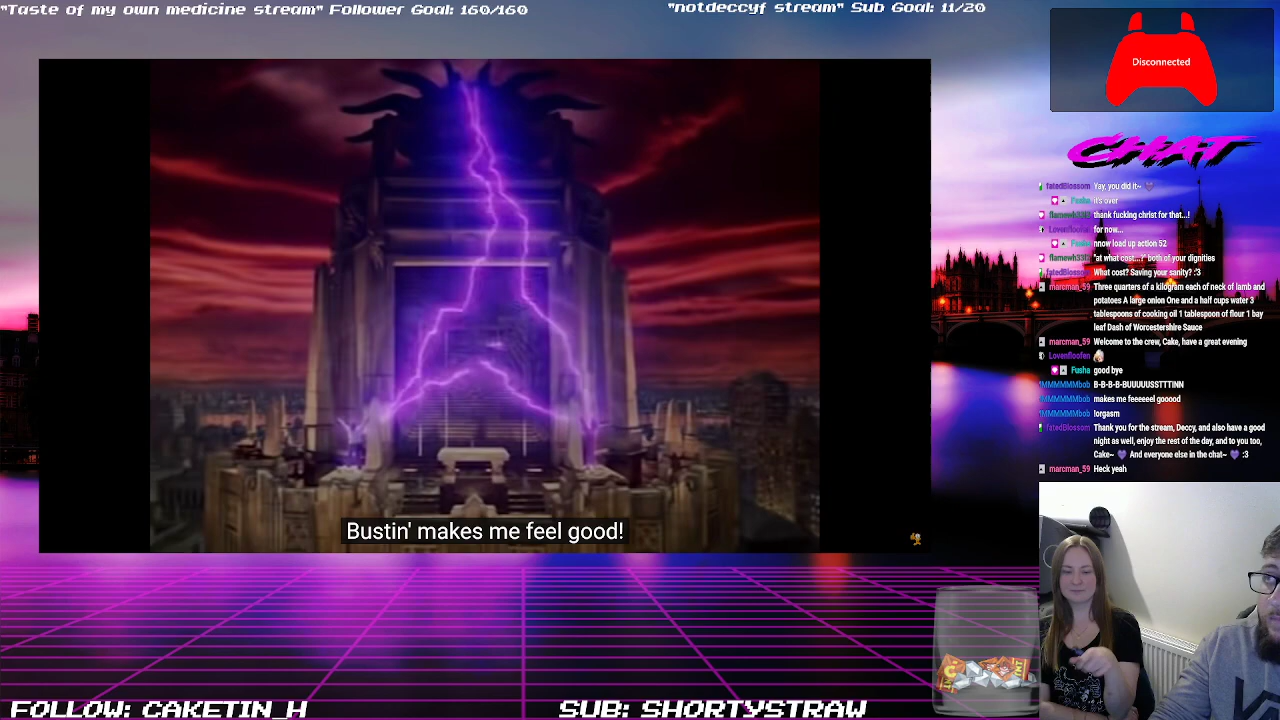 "Taste of my own medicine stream" Follower Goal: 160/160
"notdeccyf stream" Sub Goal: 11/20
Disconnected
CHAT
fatedBlossom Yay, you did it~
Fusha it's over
thank fucking christ for that...!
for now...
Fusha nnow load up action 52
"at what cost...?" both of your dignities
fatedBlossom What cost? Saving your sanity? :3
marcman_59 Three quarters of a kilogram each of neck of lamb and
potatoes A large onion One and a half cups water 3
tablespoons of cooking oil 1 tablespoon of flour 1 bay
leaf Dash of Worcestershire Sauce
marcman_59 Welcome to the crew, Cake, have a great evening
Lovenfloofen
Fusha good bye
MMMMMMbob B-B-B-B-BUUUUUSSTTTINN
MMMMMMbob makes me feeeeeel gooood
MMMMMMbob !orgasm
fatedBlossom Thank you for the stream, Deccy, and also have a good
night as well, enjoy the rest of the day, and to you too,
Cake~ And everyone else in the chat~ :3
marcman_59 Heck yeah
Bustin' makes me feel good!
FOLLOW: CAKETIN_H
SUB: SHORTYSTRAW